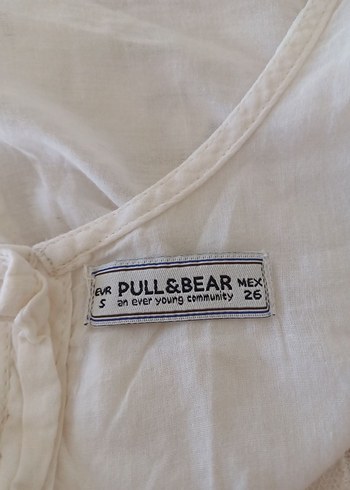 EUR PULL&BEAR MEX
S an ever young community 26